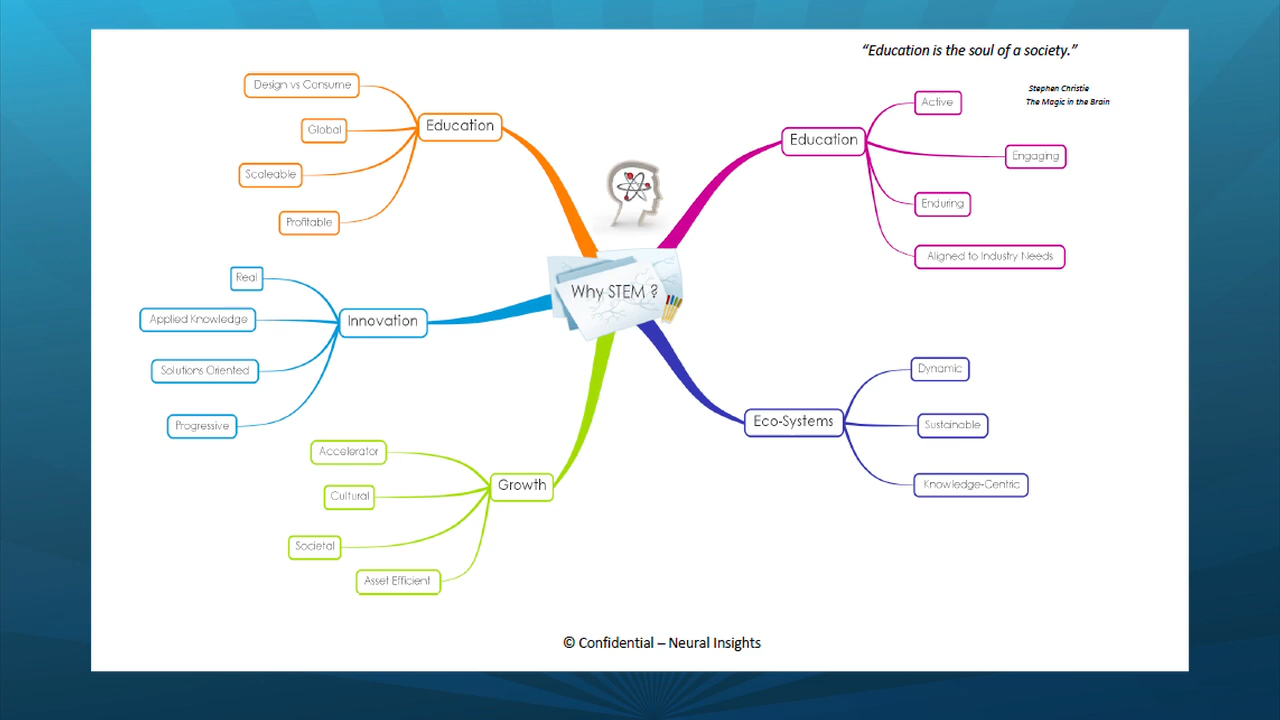 “Education is the soul of a society.”
Stephen Christie
The Magic in the Brain
Why STEM ?
Education
Design vs Consume
Global
Scaleable
Profitable
Education
Active
Engaging
Enduring
Aligned to Industry Needs
Innovation
Real
Applied Knowledge
Solutions Oriented
Progressive
Eco-Systems
Dynamic
Sustainable
Knowledge-Centric
Growth
Accelerator
Cultural
Societal
Asset Efficient
© Confidential – Neural Insights